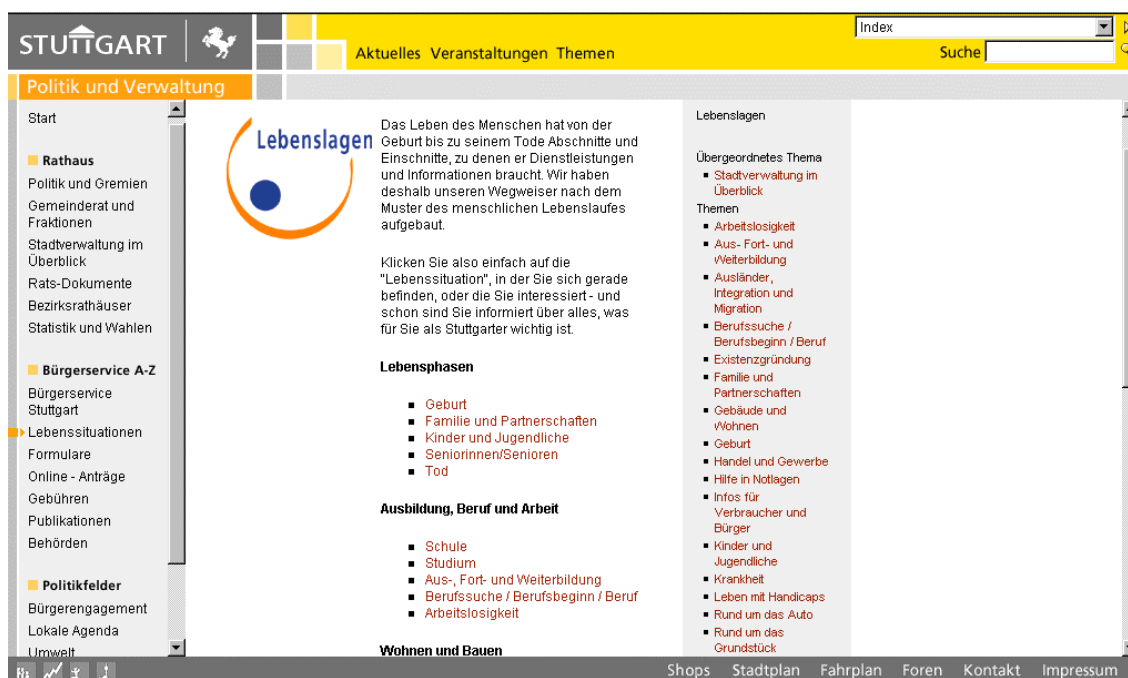 STUTTGART
Index
Aktuelles Veranstaltungen Themen
Suche
Politik und Verwaltung
Start
Rathaus
Politik und Gremien
Gemeinderat und
Fraktionen
Stadtverwaltung im
Überblick
Rats-Dokumente
Bezirksrathäuser
Statistik und Wahlen
Bürgerservice A-Z
Bürgerservice
Stuttgart
Lebenssituationen
Formulare
Online - Anträge
Gebühren
Publikationen
Behörden
Politikfelder
Bürgerengagement
Lokale Agenda
Umwelt
Lebenslagen
Das Leben des Menschen hat von der
Geburt bis zu seinem Tode Abschnitte und
Einschnitte, zu denen er Dienstleistungen
und Informationen braucht. Wir haben
deshalb unseren Wegweiser nach dem
Muster des menschlichen Lebenslaufes
aufgebaut.
Klicken Sie also einfach auf die
"Lebenssituation", in der Sie sich gerade
befinden, oder die Sie interessiert - und
schon sind Sie informiert über alles, was
für Sie als Stuttgarter wichtig ist.
Lebensphasen
Geburt
Familie und Partnerschaften
Kinder und Jugendliche
Seniorinnen/Senioren
Tod
Ausbildung, Beruf und Arbeit
Schule
Studium
Aus-, Fort- und Weiterbildung
Berufssuche / Berufsbeginn / Beruf
Arbeitslosigkeit
Wohnen und Bauen
Lebenslagen
Übergeordnetes Thema
Stadtverwaltung im
Überblick
Themen
Arbeitslosigkeit
Aus- Fort- und
Weiterbildung
Ausländer,
Integration und
Migration
Berufssuche /
Berufsbeginn / Beruf
Existenzgründung
Familie und
Partnerschaften
Gebäude und
Wohnen
Geburt
Handel und Gewerbe
Hilfe in Notlagen
Infos für
Verbraucher und
Bürger
Kinder und
Jugendliche
Krankheit
Leben mit Handicaps
Rund um das Auto
Rund um das
Grundstück
Shops Stadtplan Fahrplan Foren Kontakt Impressum